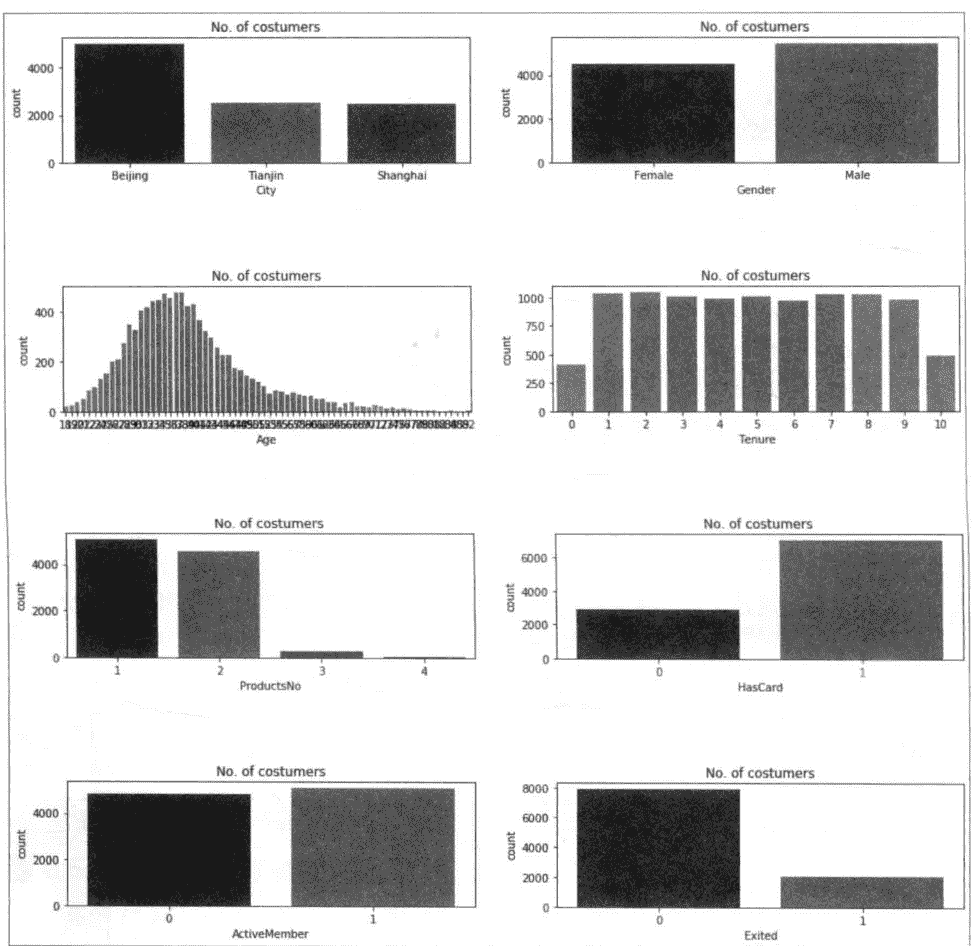 No. of costumers
4000
2000
0
count
Beijing
Tianjin
Shanghai
City
No. of costumers
4000
2000
0
count
Female
Male
Gender
No. of costumers
400
200
0
count
Age
No. of costumers
1000
750
500
250
0
count
0 1 2 3 4 5 6 7 8 9 10
Tenure
No. of costumers
4000
2000
0
count
1 2 3 4
ProductsNo
No. of costumers
6000
4000
2000
0
count
0 1
HasCard
No. of costumers
4000
2000
0
count
0 1
ActiveMember
No. of costumers
8000
6000
4000
2000
0
count
0 1
Exited